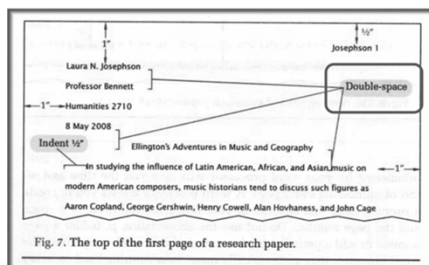 ½"
1"
Josephson 1
Laura N. Josephson
Professor Bennett
Double-space
1"
Humanities 2710
8 May 2008
Indent ½"
Ellington's Adventures in Music and Geography
In studying the influence of Latin American, African, and Asian music on
1"
modern American composers, music historians tend to discuss such figures as
Aaron Copland, George Gershwin, Henry Cowell, Alan Hovhaness, and John Cage
Fig. 7. The top of the first page of a research paper.